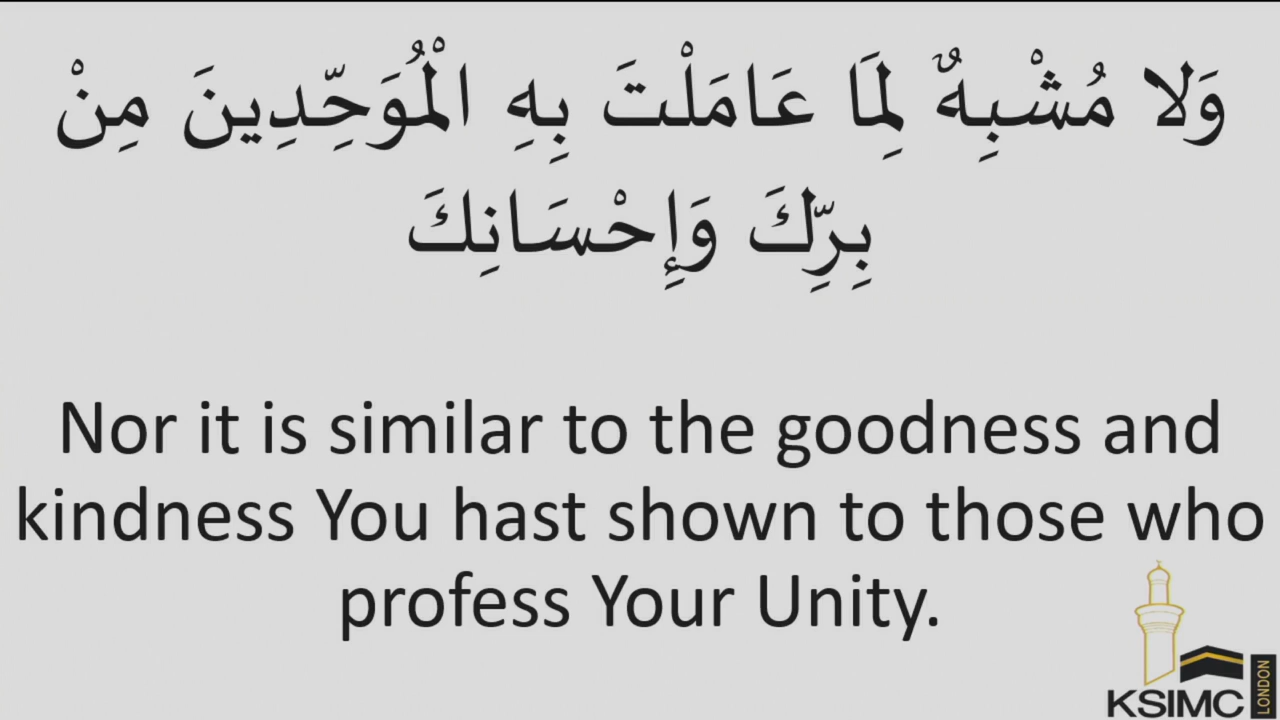 وَلا مُشْبِهٌ لِمَا عَامَلْتَ بِهِ الْمُوَحِّدِينَ مِنْ
بِرِّكَ وَإِحْسَانِكَ
Nor it is similar to the goodness and
kindness You hast shown to those who
profess Your Unity.
KSIMC
LONDON